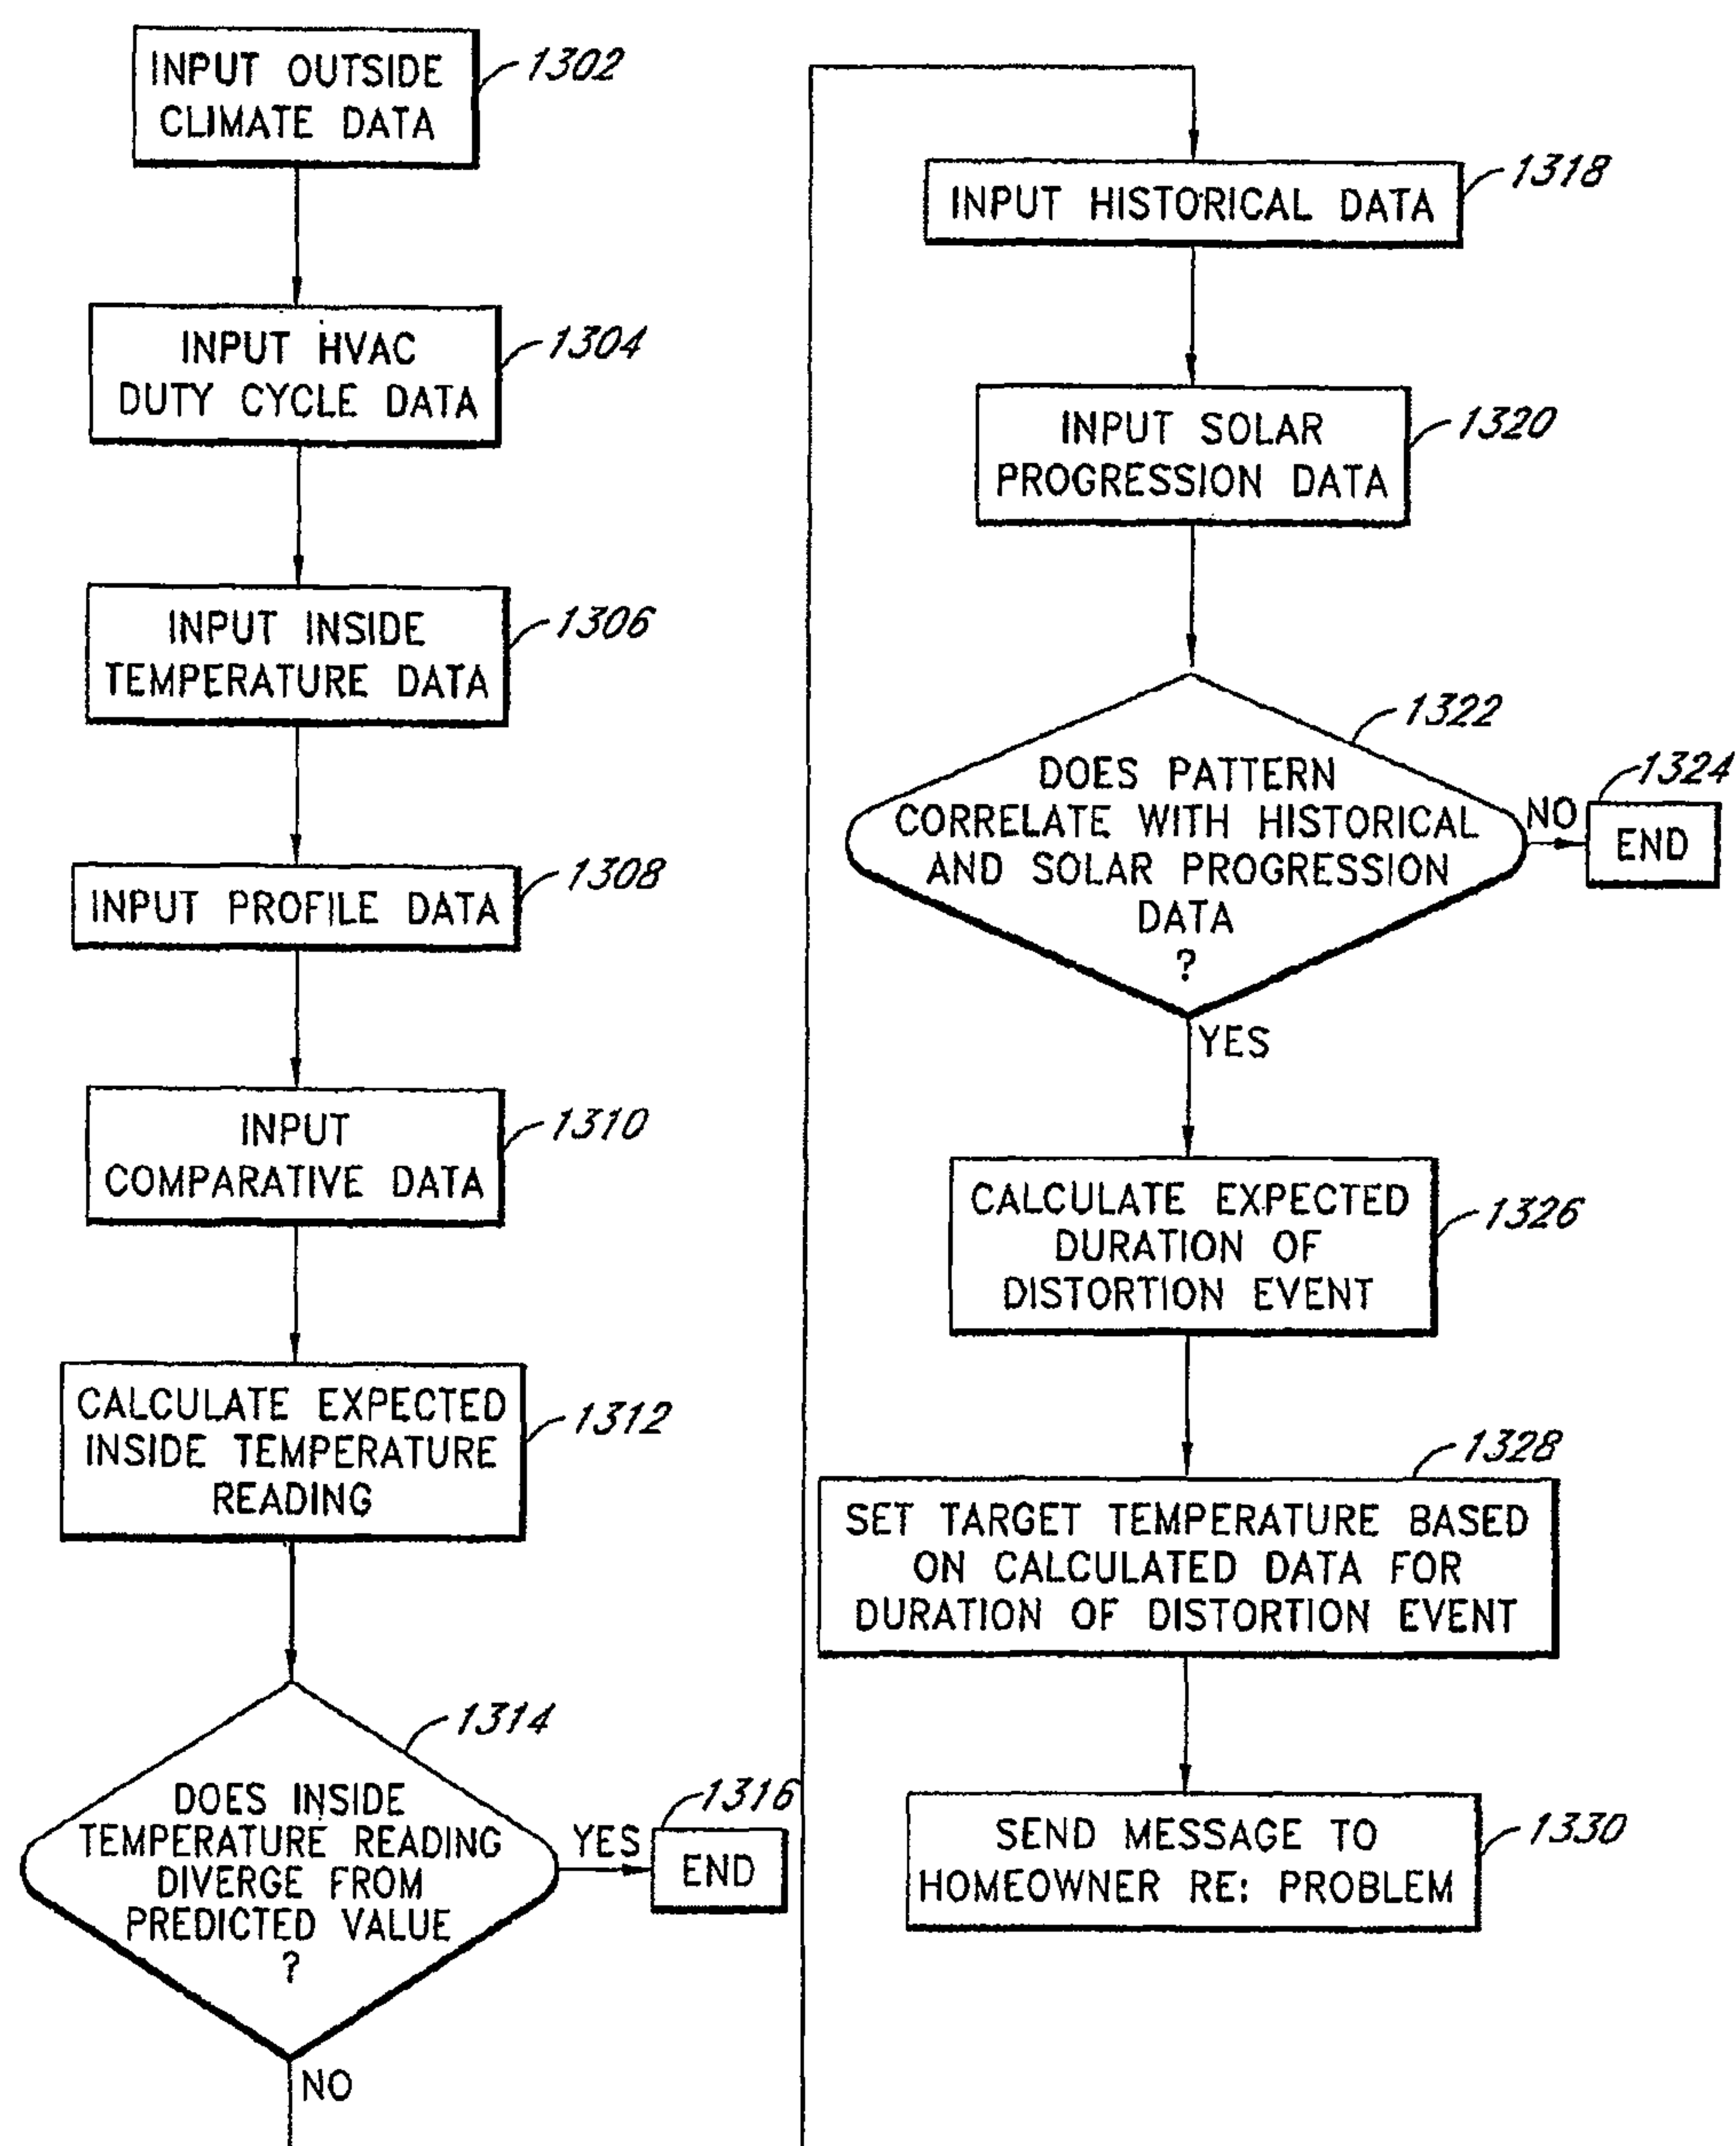 INPUT OUTSIDE
CLIMATE DATA
1302
INPUT HVAC
DUTY CYCLE DATA
1304
INPUT INSIDE
TEMPERATURE DATA
1306
INPUT PROFILE DATA
1308
INPUT
COMPARATIVE DATA
1310
CALCULATE EXPECTED
INSIDE TEMPERATURE
READING
1312
DOES INSIDE
TEMPERATURE READING
DIVERGE FROM
PREDICTED VALUE
?
1314
YES
END
1316
NO
INPUT HISTORICAL DATA
1318
INPUT SOLAR
PROGRESSION DATA
1320
DOES PATTERN
CORRELATE WITH HISTORICAL
AND SOLAR PROGRESSION
DATA
?
1322
NO
END
1324
YES
CALCULATE EXPECTED
DURATION OF
DISTORTION EVENT
1326
SET TARGET TEMPERATURE BASED
ON CALCULATED DATA FOR
DURATION OF DISTORTION EVENT
1328
SEND MESSAGE TO
HOMEOWNER RE: PROBLEM
1330